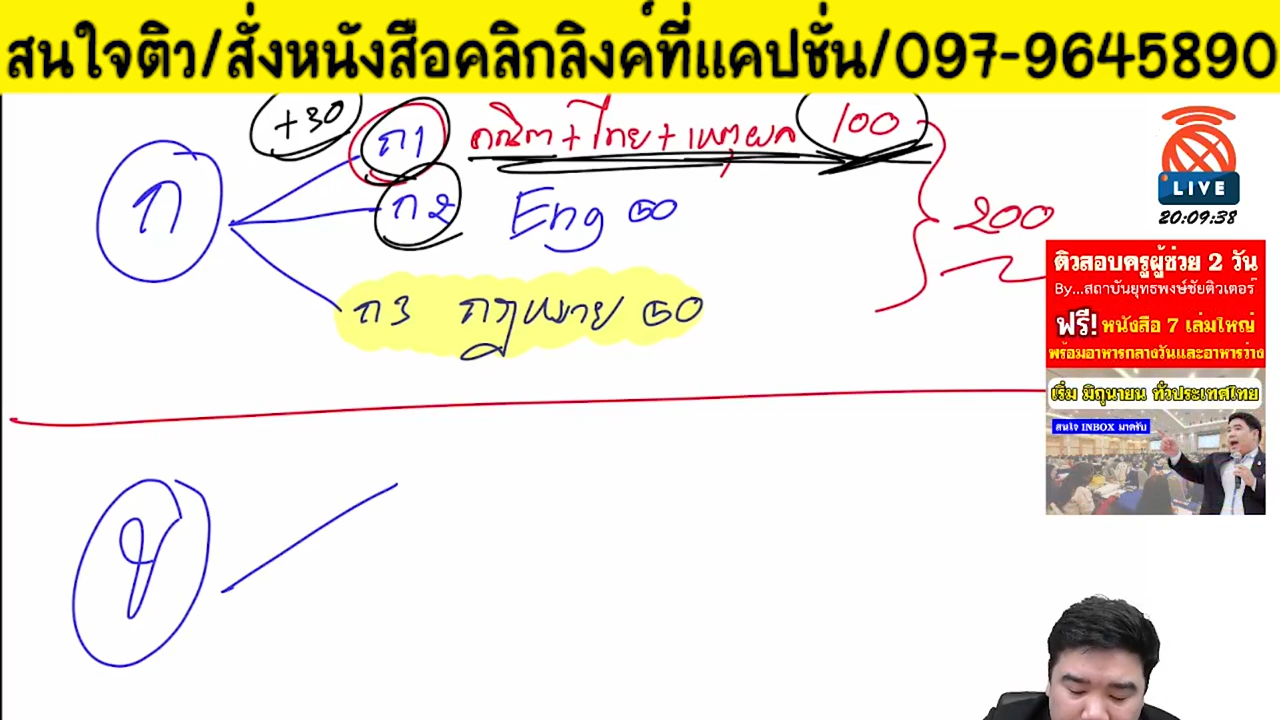 สนใจติว/สั่งหนังสือคลิกลิงค์ที่แคปชั่น/097-9645890
+30
ก1 คณิต+ไทย+เหตุผล 100
ก
ก2 Eng 50
200
ก3 กฎหมาย 50
ข
LIVE
20:09:38
ติวสอบครูผู้ช่วย 2 วัน
By...สถาบันยุทธพงษ์ชัยติวเตอร์
ฟรี! หนังสือ 7 เล่มใหญ่
พร้อมอาหารกลางวันและอาหารว่าง
เริ่ม มิถุนายน ทั่วประเทศไทย
สนใจ INBOX มาครับ